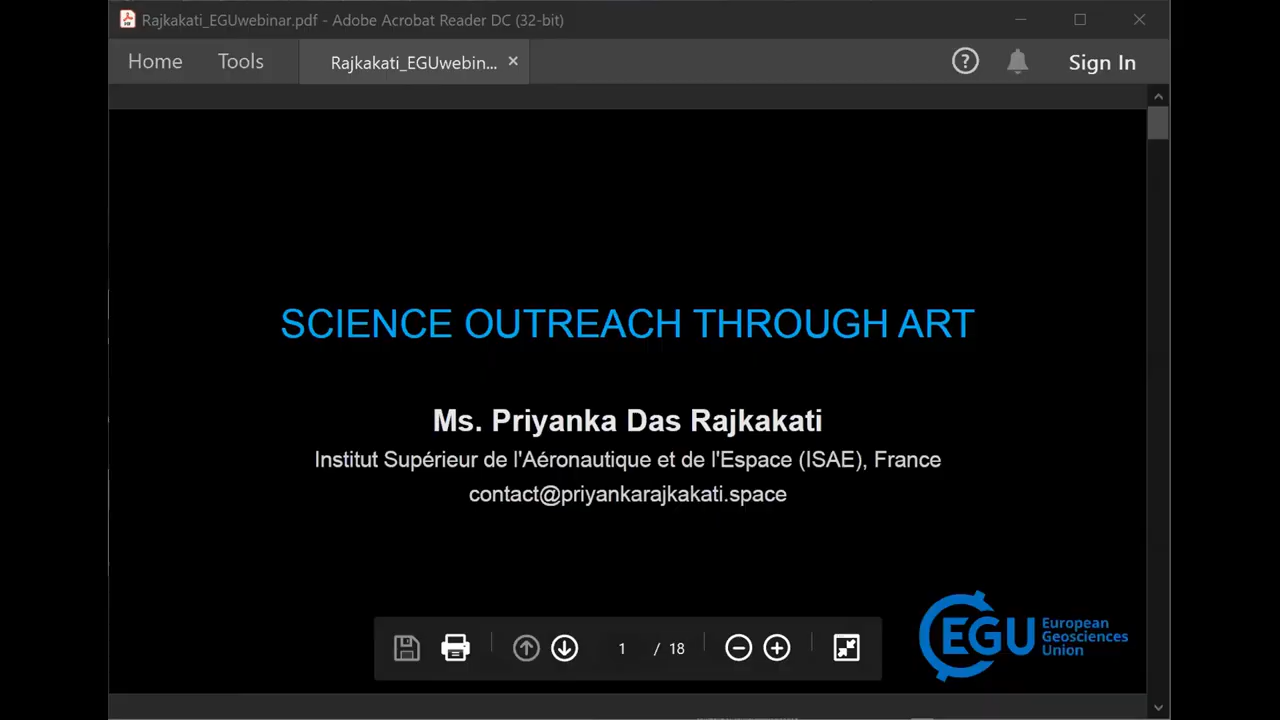 Rajkakati_EGUwebinar.pdf - Adobe Acrobat Reader DC (32-bit)
Home Tools Rajkakati_EGUwebin... Sign In
SCIENCE OUTREACH THROUGH ART
Ms. Priyanka Das Rajkakati
Institut Supérieur de l'Aéronautique et de l'Espace (ISAE), France
contact@priyankarajkakati.space
1 / 18
EGU
European
Geosciences
Union